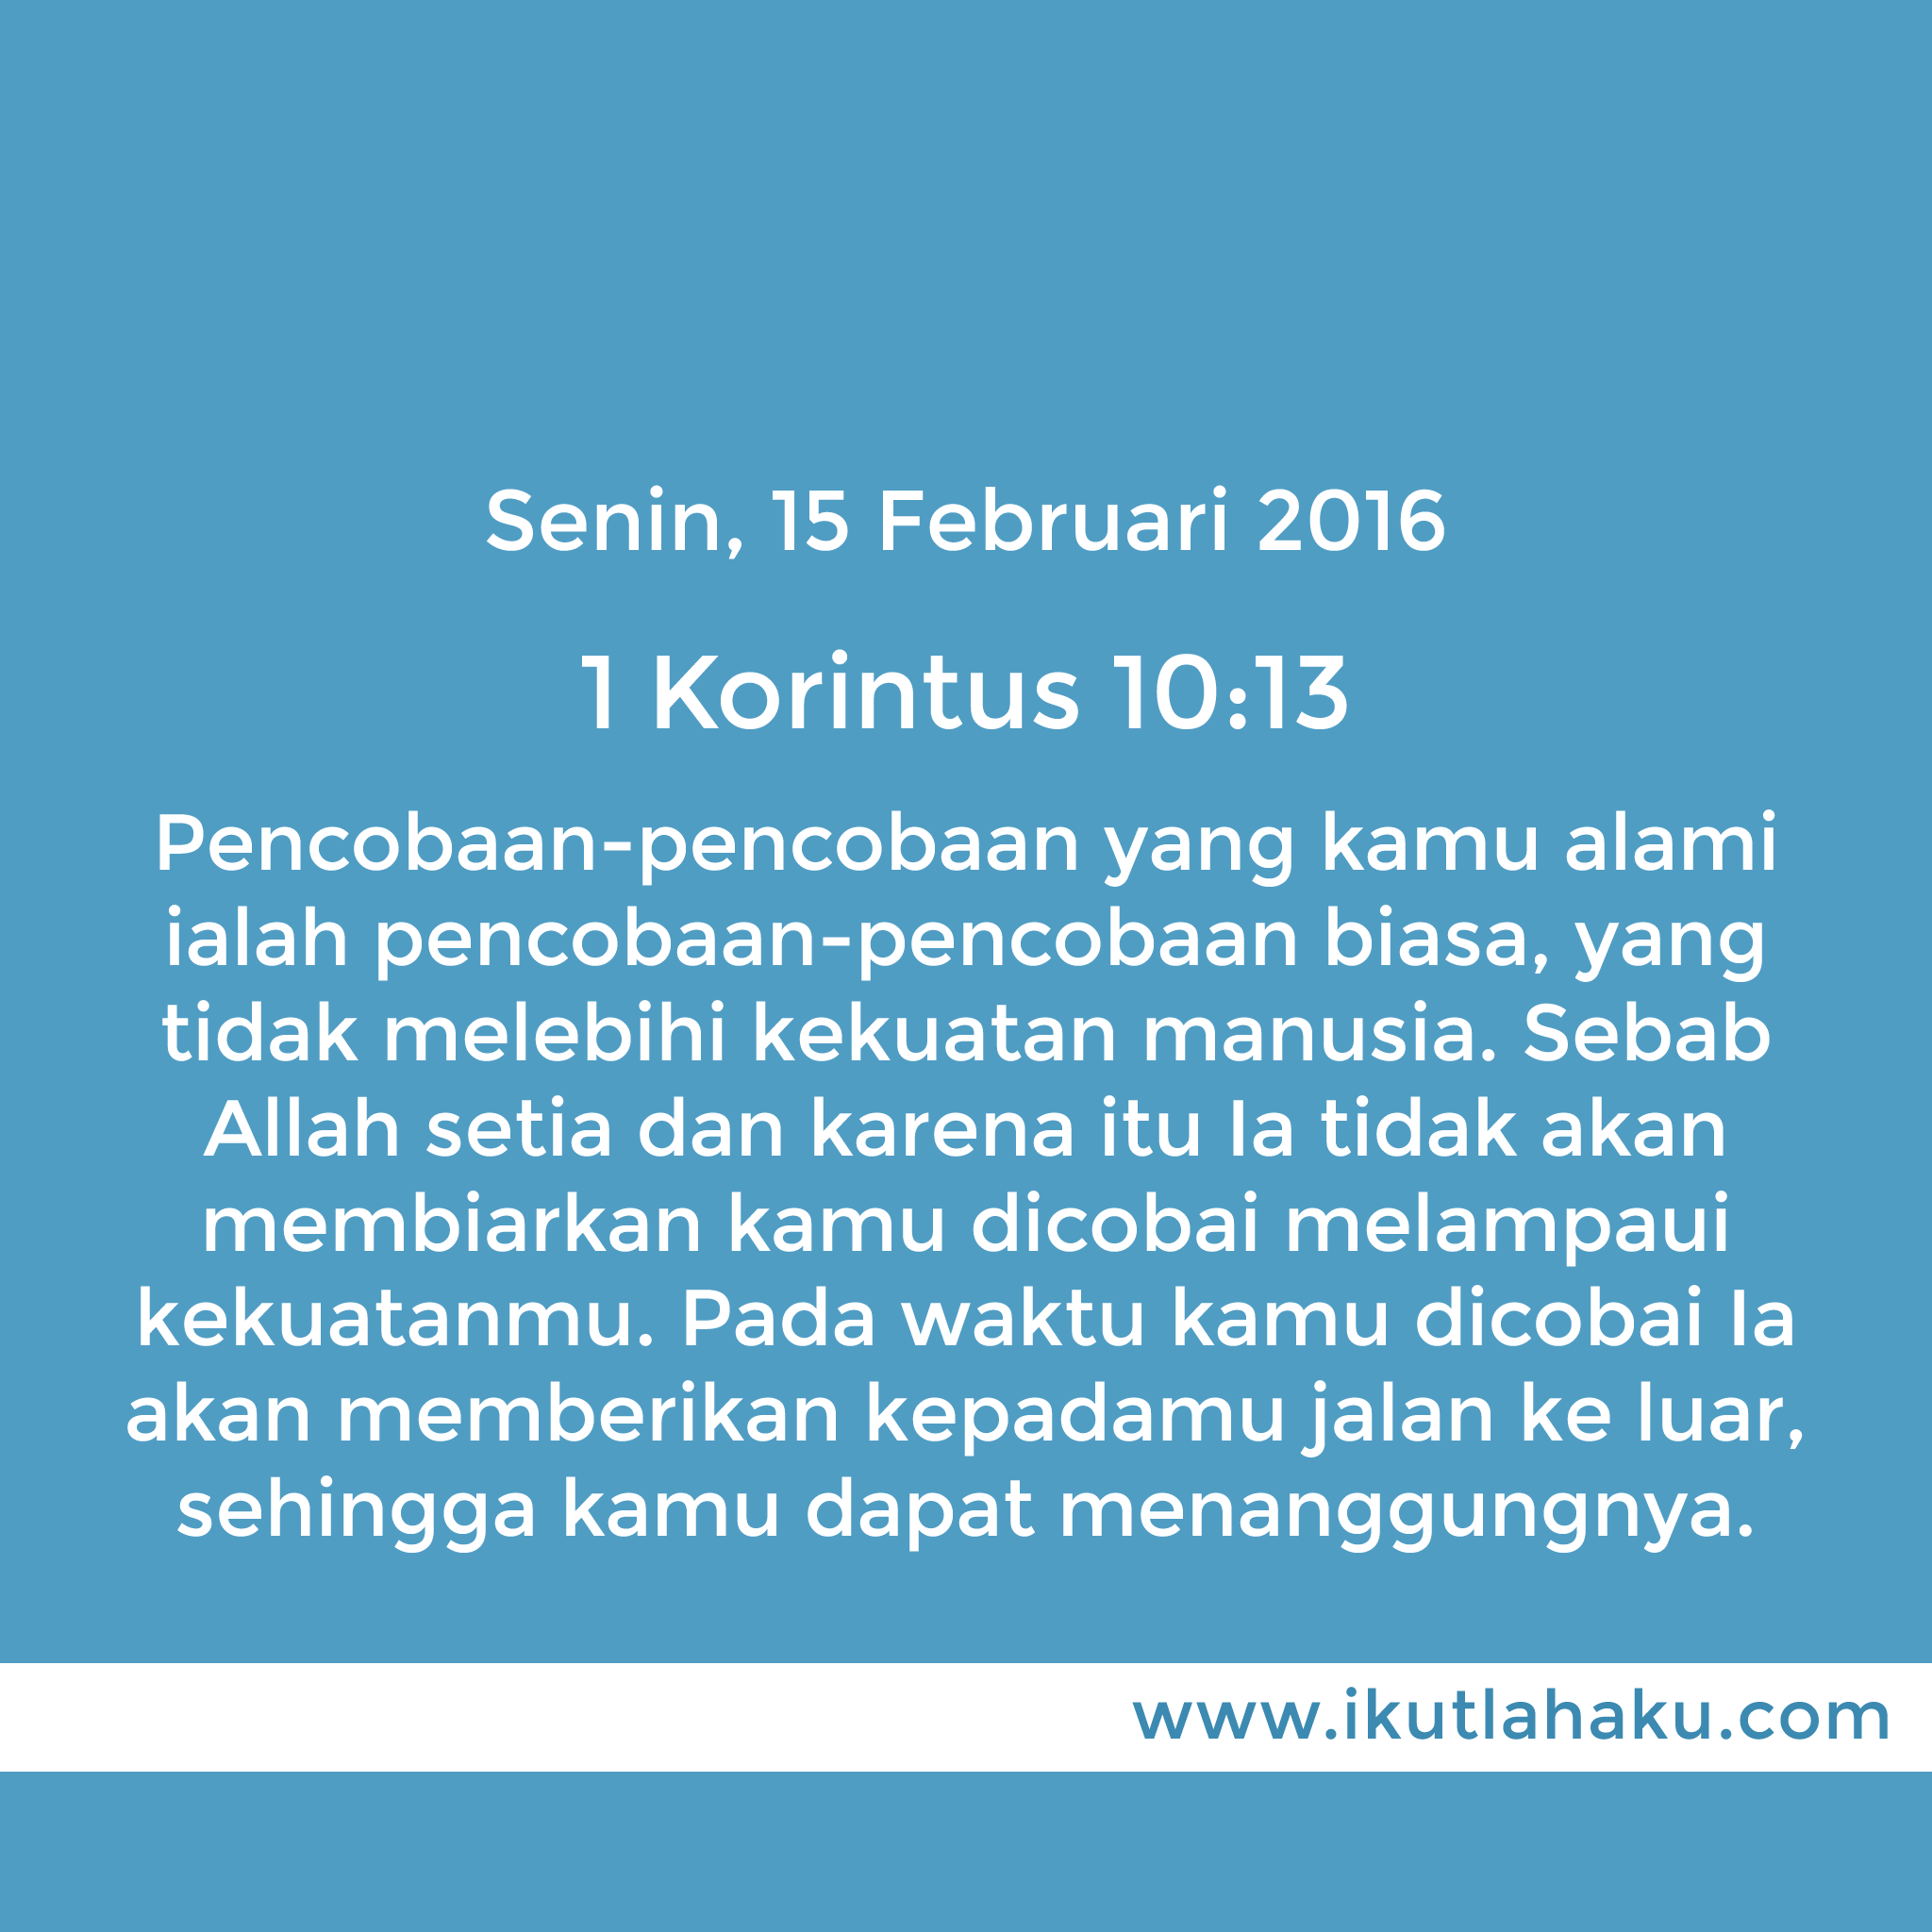 Senin, 15 Februari 2016
1 Korintus 10:13
Pencobaan-pencobaan yang kamu alami
ialah pencobaan-pencobaan biasa, yang
tidak melebihi kekuatan manusia. Sebab
Allah setia dan karena itu Ia tidak akan
membiarkan kamu dicobai melampaui
kekuatanmu. Pada waktu kamu dicobai Ia
akan memberikan kepadamu jalan ke luar,
sehingga kamu dapat menanggungnya.
www.ikutlahaku.com